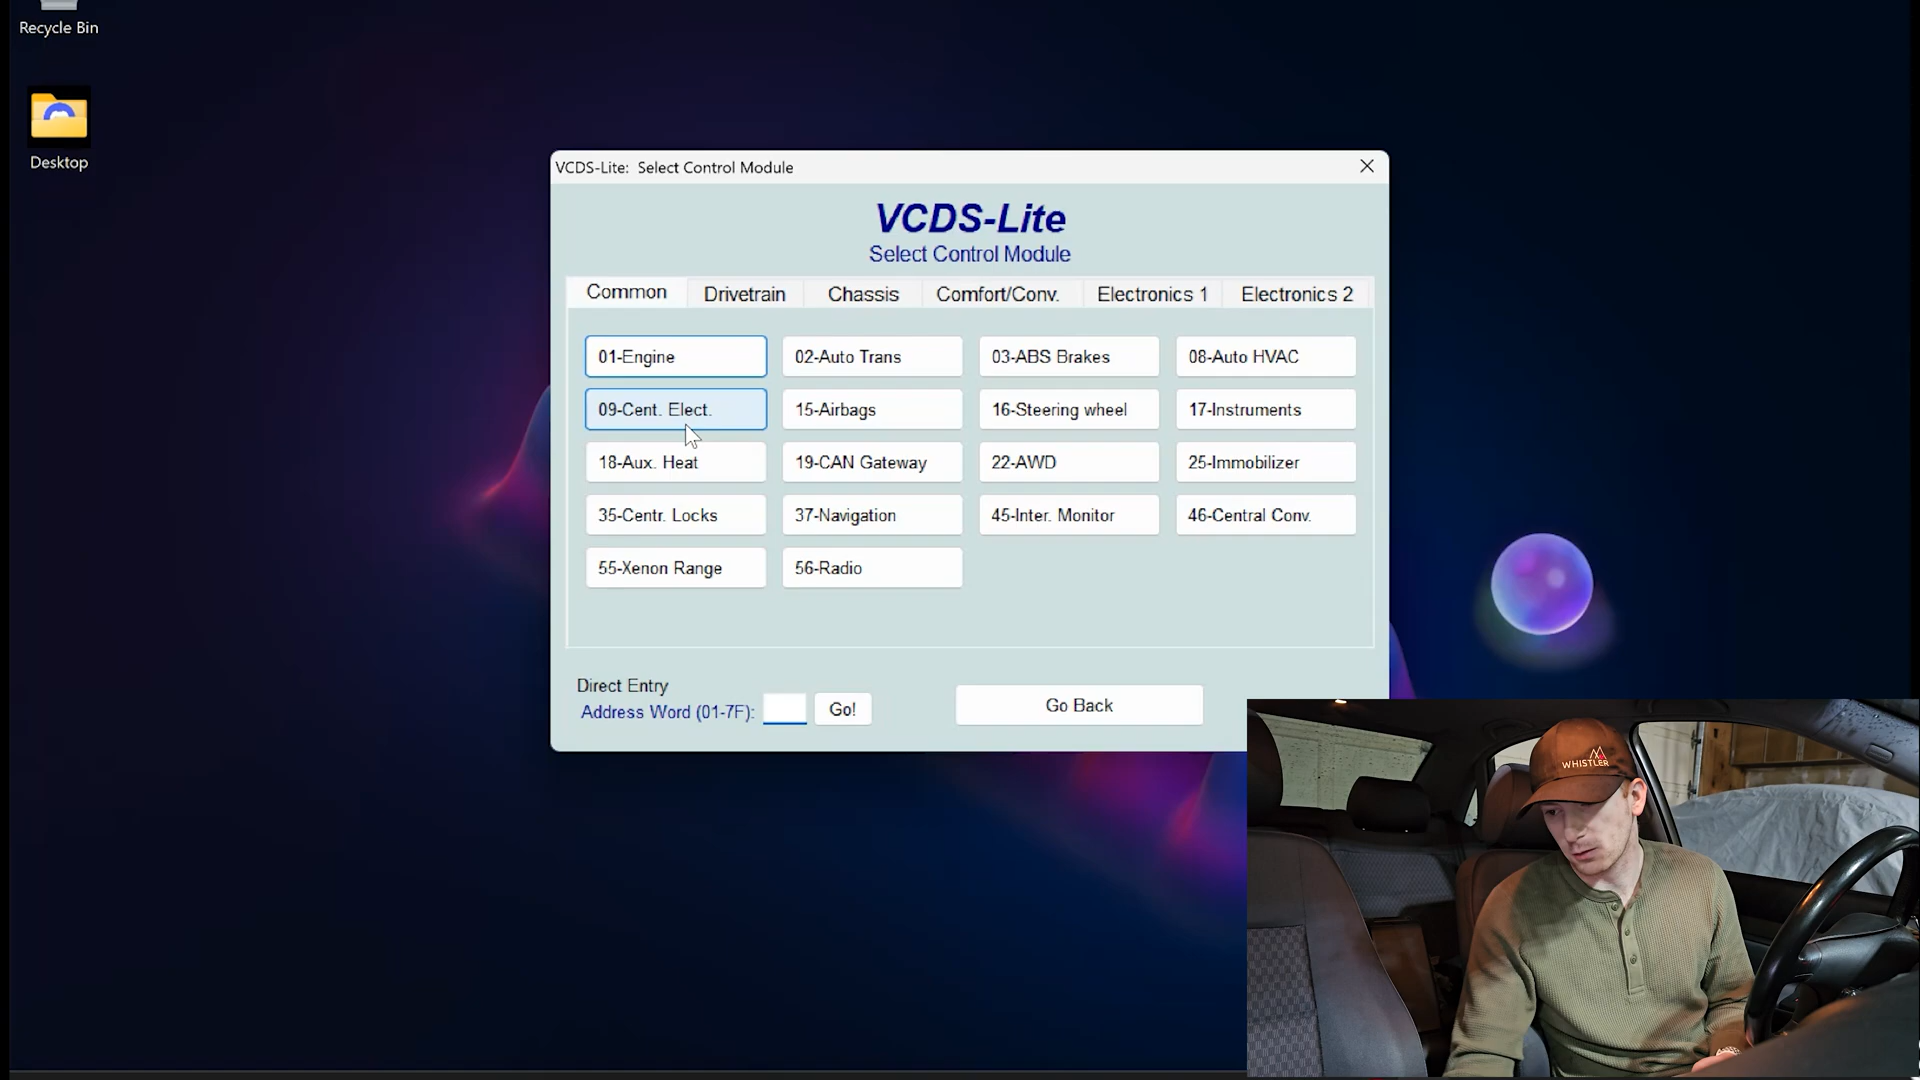 Recycle Bin
Desktop
VCDS-Lite: Select Control Module
VCDS-Lite
Select Control Module
Common Drivetrain Chassis Comfort/Conv. Electronics 1 Electronics 2
01-Engine 02-Auto Trans 03-ABS Brakes 08-Auto HVAC
09-Cent. Elect. 15-Airbags 16-Steering wheel 17-Instruments
18-Aux. Heat 19-CAN Gateway 22-AWD 25-Immobilizer
35-Centr. Locks 37-Navigation 45-Inter. Monitor 46-Central Conv.
55-Xenon Range 56-Radio
Direct Entry
Address Word (01-7F): Go! Go Back
WHISTLER